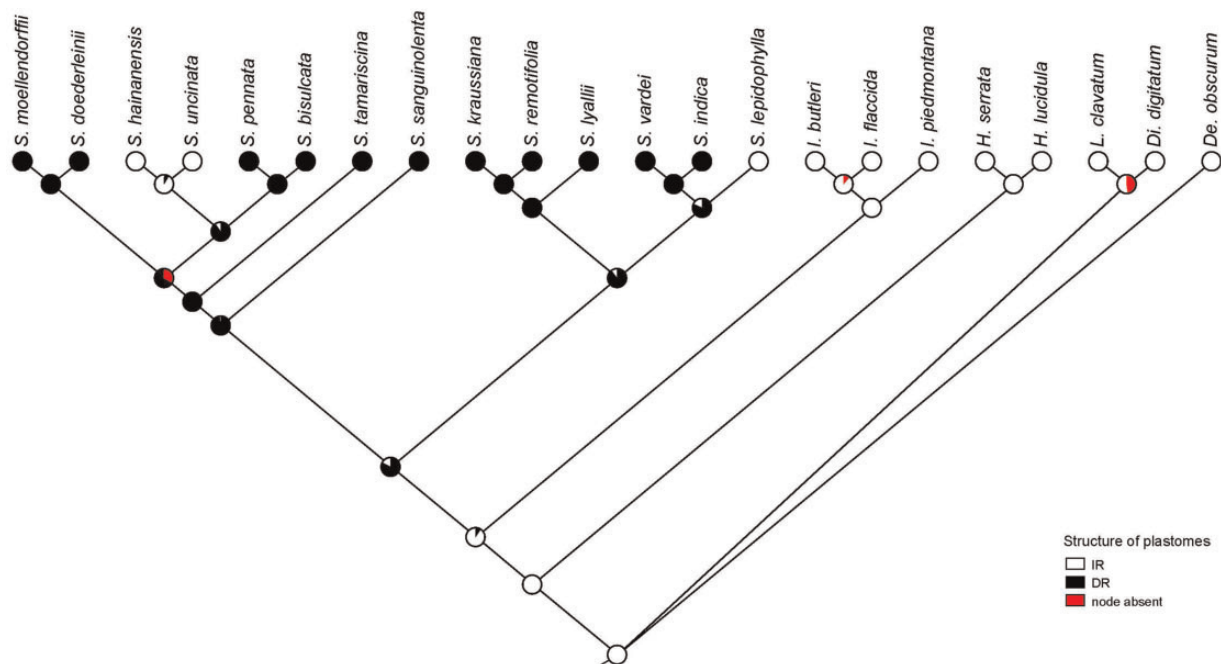 S. moellendorffii
S. doederleinii
S. hainanensis
S. uncinata
S. pennata
S. bisulcata
S. tamariscina
S. sanguinolenta
S. kraussiana
S. remotifolia
S. lyallii
S. vardei
S. indica
S. lepidophylla
I. butleri
I. flaccida
I. piedmontana
H. serrata
H. lucidula
L. clavatum
Di. digitatum
De. obscurum
Structure of plastomes
IR
DR
node absent